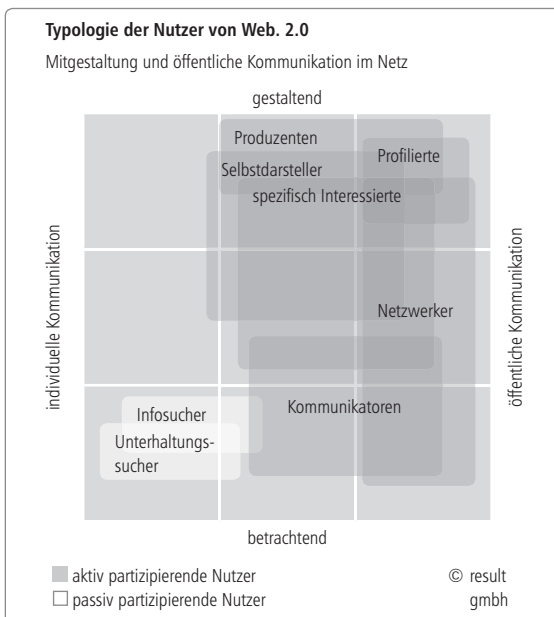 Typologie der Nutzer von Web. 2.0
Mitgestaltung und öffentliche Kommunikation im Netz
gestaltend
Produzenten
Profilierte
Selbstdarsteller
spezifisch Interessierte
individuelle Kommunikation
öffentliche Kommunikation
Netzwerker
Kommunikatoren
Infosucher
Unterhaltungs-
sucher
betrachtend
aktiv partizipierende Nutzer
passiv partizipierende Nutzer
© result
gmbh